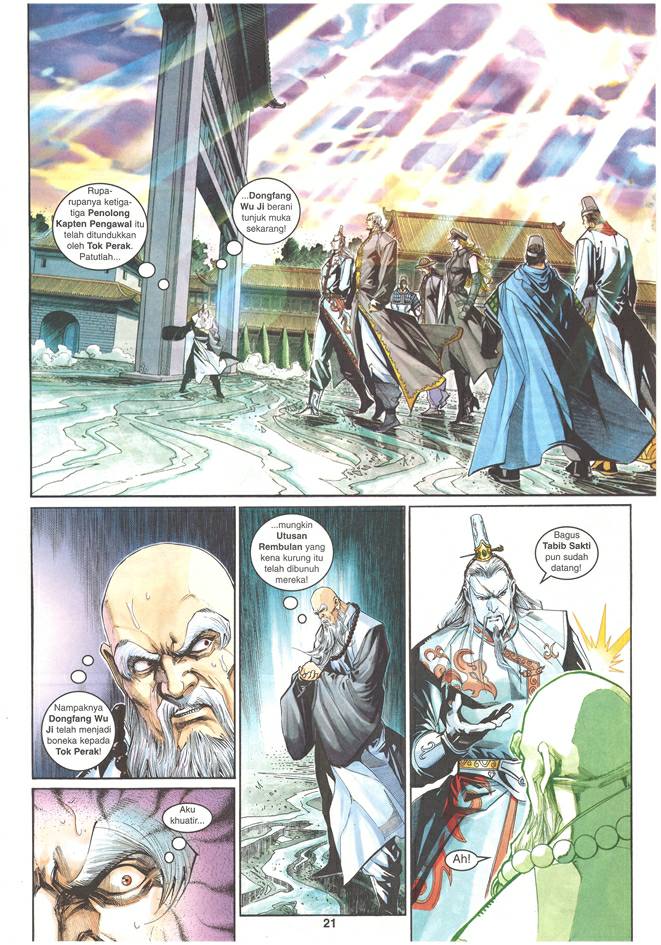 Rupa-
rupanya ketiga-
tiga Penolong
Kapten Pengawal itu
telah ditundukkan
oleh Tok Perak.
Patutlah...
...Dongfang
Wu Ji berani
tunjuk muka
sekarang!
Nampaknya
Dongfang Wu
Ji telah menjadi
boneka kepada
Tok Perak!
Aku
khuatir...
...mungkin
Utusan
Rembulan yang
kena kurung itu
telah dibunuh
mereka!
Bagus
Tabib Sakti
pun sudah
datang!
Ah!
21